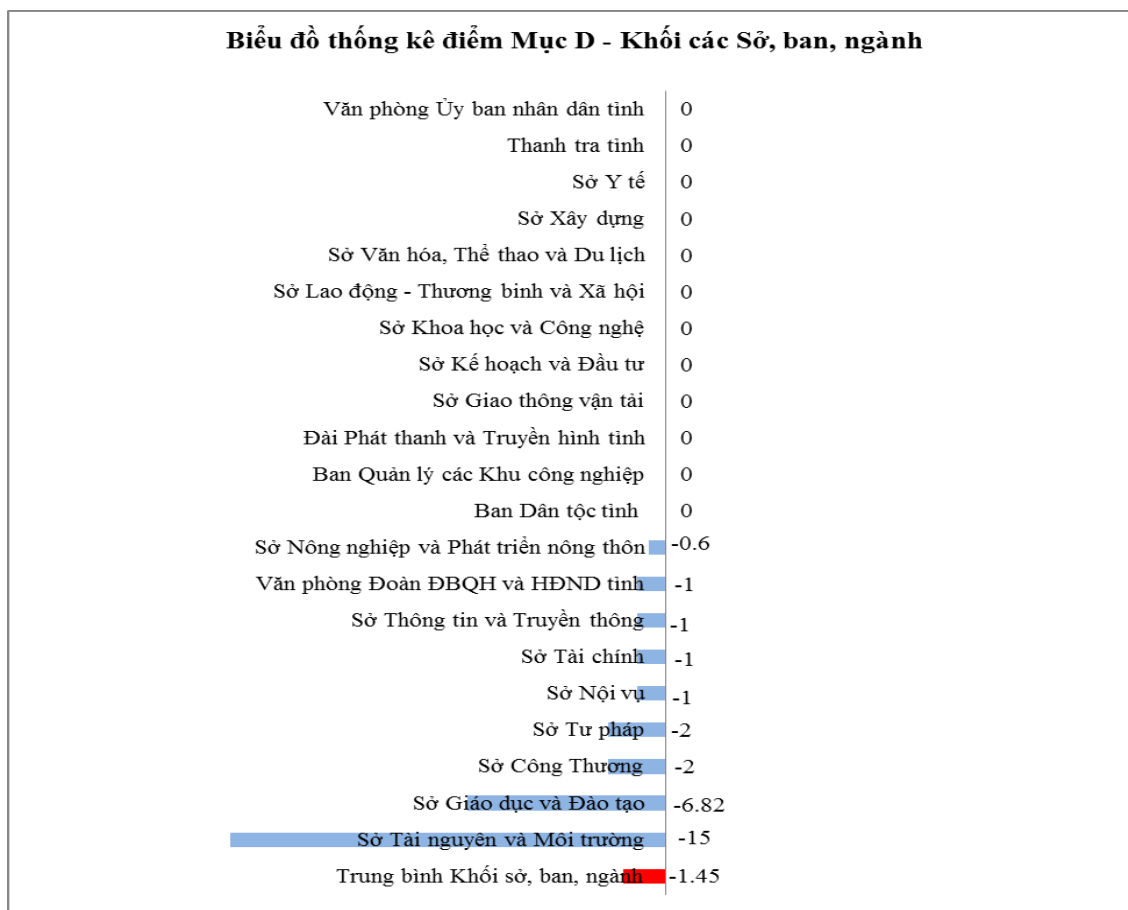 Biểu đồ thống kê điểm Mục D - Khối các Sở, ban, ngành
Văn phòng Ủy ban nhân dân tỉnh 0
Thanh tra tỉnh 0
Sở Y tế 0
Sở Xây dựng 0
Sở Văn hóa, Thể thao và Du lịch 0
Sở Lao động - Thương binh và Xã hội 0
Sở Khoa học và Công nghệ 0
Sở Kế hoạch và Đầu tư 0
Sở Giao thông vận tải 0
Đài Phát thanh và Truyền hình tỉnh 0
Ban Quản lý các Khu công nghiệp 0
Ban Dân tộc tỉnh 0
Sở Nông nghiệp và Phát triển nông thôn -0.6
Văn phòng Đoàn ĐBQH và HĐND tỉnh -1
Sở Thông tin và Truyền thông -1
Sở Tài chính -1
Sở Nội vụ -1
Sở Tư pháp -2
Sở Công Thương -2
Sở Giáo dục và Đào tạo -6.82
Sở Tài nguyên và Môi trường -15
Trung bình Khối sở, ban, ngành -1.45